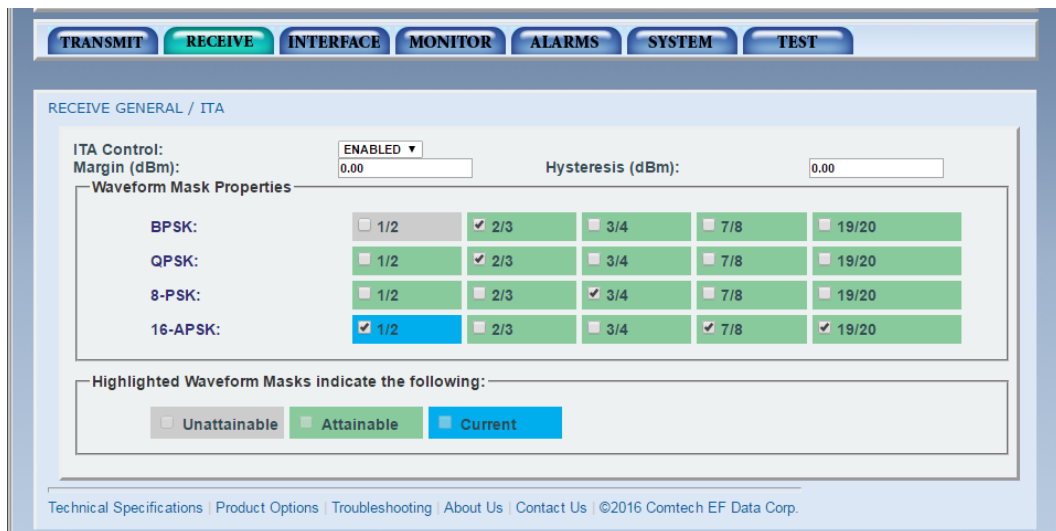 TRANSMIT RECEIVE INTERFACE MONITOR ALARMS SYSTEM TEST
RECEIVE GENERAL / ITA
ITA Control: ENABLED
Margin (dBm): 0.00 Hysteresis (dBm): 0.00
Waveform Mask Properties
BPSK: 1/2 2/3 3/4 7/8 19/20
QPSK: 1/2 2/3 3/4 7/8 19/20
8-PSK: 1/2 2/3 3/4 7/8 19/20
16-APSK: 1/2 2/3 3/4 7/8 19/20
Highlighted Waveform Masks indicate the following:
Unattainable Attainable Current
Technical Specifications | Product Options | Troubleshooting | About Us | Contact Us | ©2016 Comtech EF Data Corp.